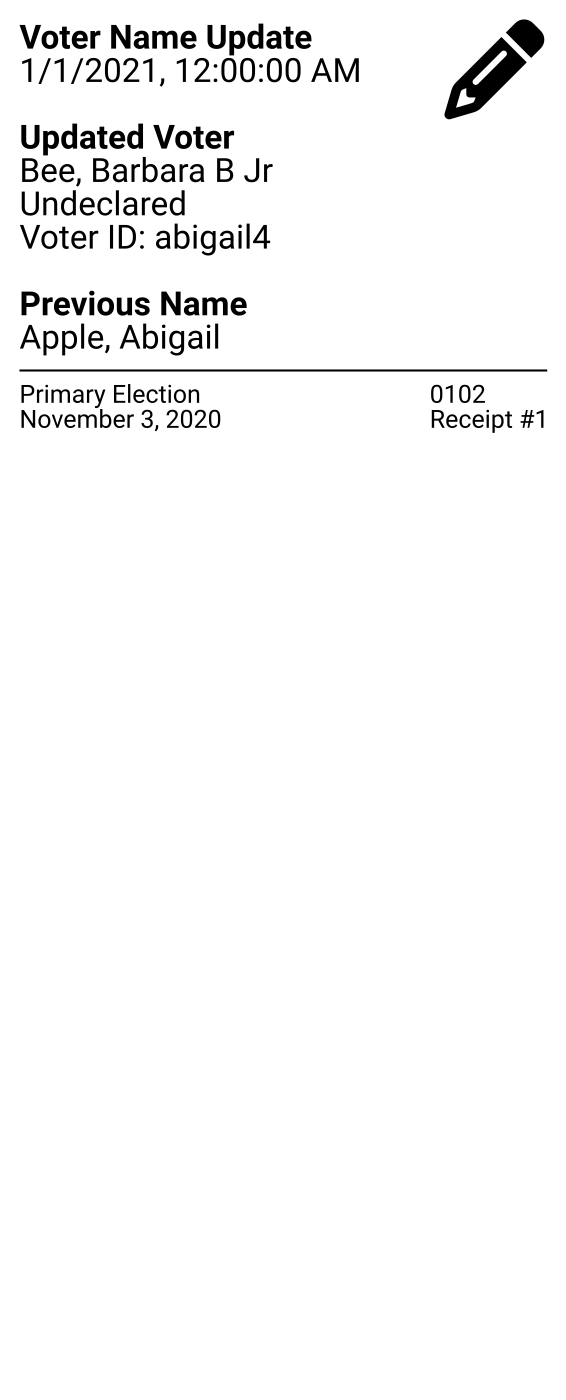 Voter Name Update
1/1/2021, 12:00:00 AM
Updated Voter
Bee, Barbara B Jr
Undeclared
Voter ID: abigail4
Previous Name
Apple, Abigail
Primary Election
November 3, 2020
0102
Receipt #1